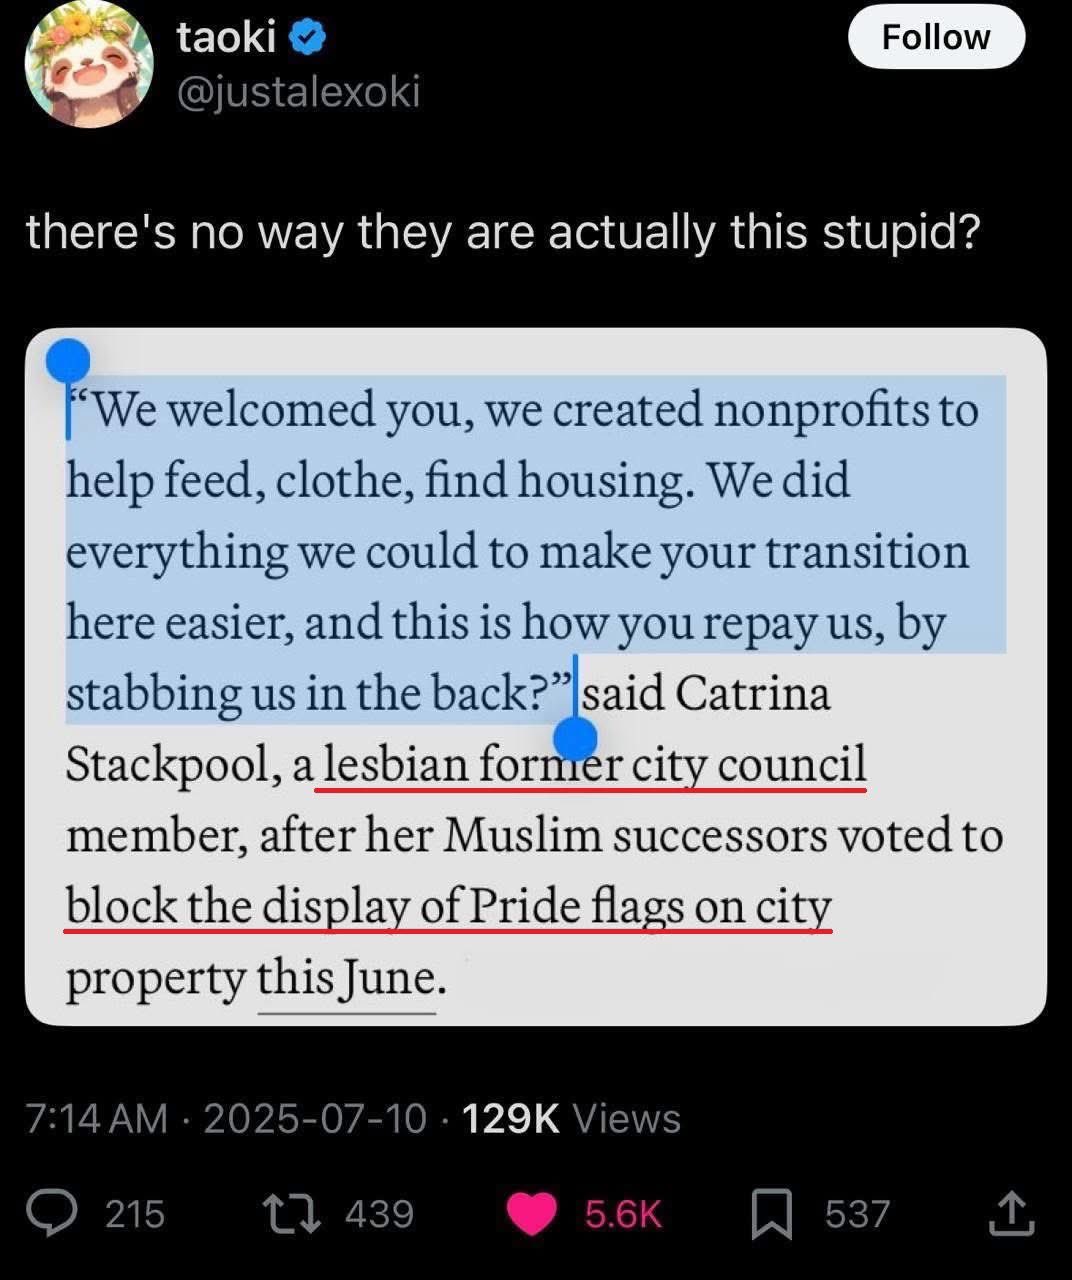 taoki
@justalexoki
Follow
there's no way they are actually this stupid?
“We welcomed you, we created nonprofits to
help feed, clothe, find housing. We did
everything we could to make your transition
here easier, and this is how you repay us, by
stabbing us in the back?” said Catrina
Stackpool, a lesbian former city council
member, after her Muslim successors voted to
block the display of Pride flags on city
property this June.
7:14 AM · 2025-07-10 · 129K Views
215 439 5.6K 537